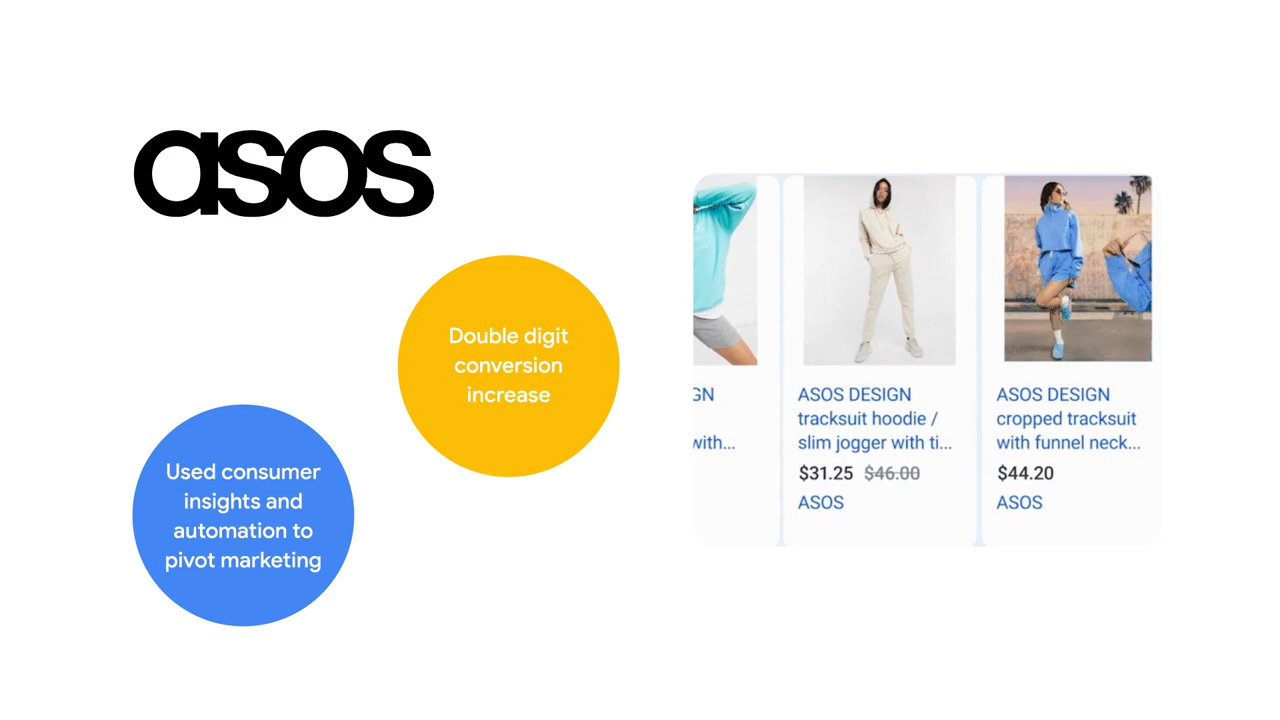 asos
Double digit
conversion
increase
Used consumer
insights and
automation to
pivot marketing
GN
with...
ASOS DESIGN
tracksuit hoodie /
slim jogger with ti...
$31.25 $46.00
ASOS
ASOS DESIGN
cropped tracksuit
with funnel neck...
$44.20
ASOS